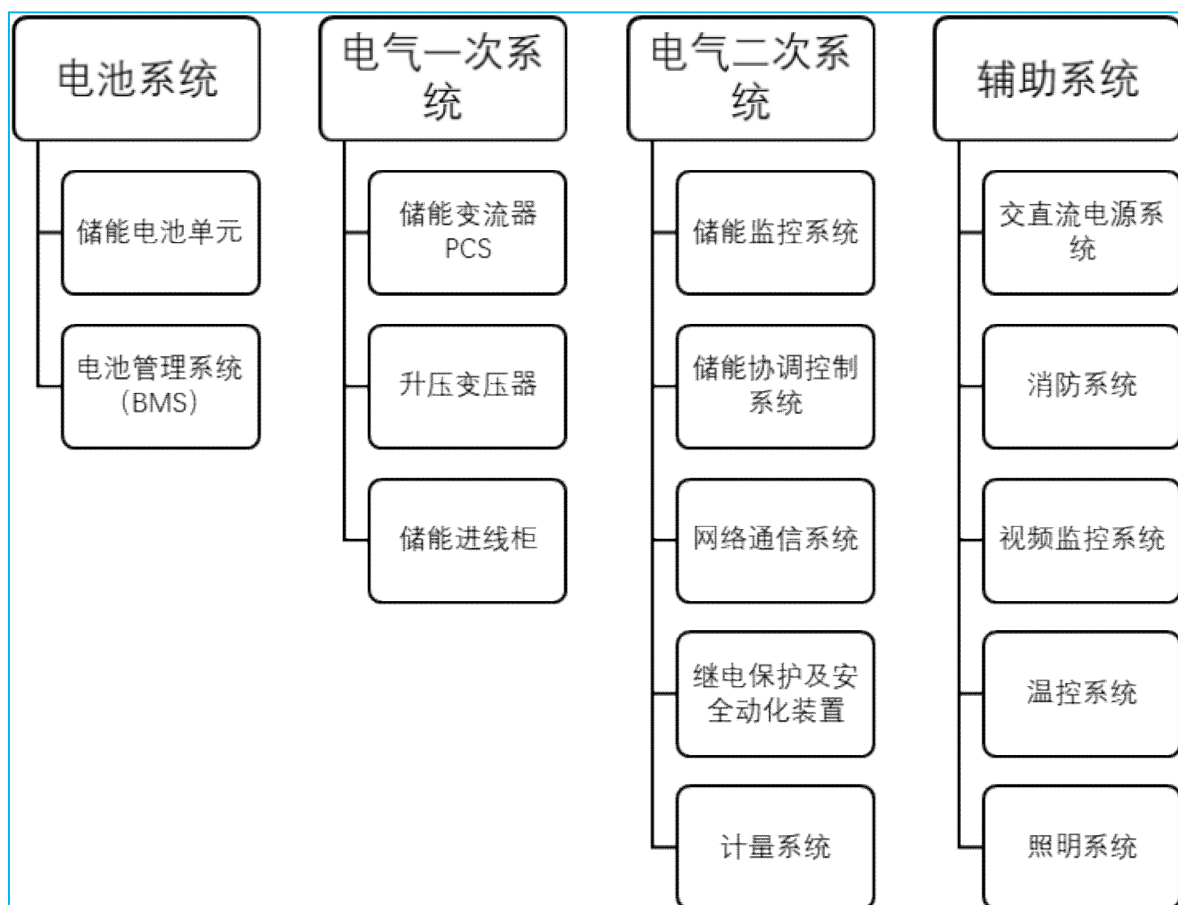 电池系统
储能电池单元
电池管理系统
（BMS）
电气一次系
统
储能变流器
PCS
升压变压器
储能进线柜
电气二次系
统
储能监控系统
储能协调控制
系统
网络通信系统
继电保护及安
全动化装置
计量系统
辅助系统
交直流电源系
统
消防系统
视频监控系统
温控系统
照明系统